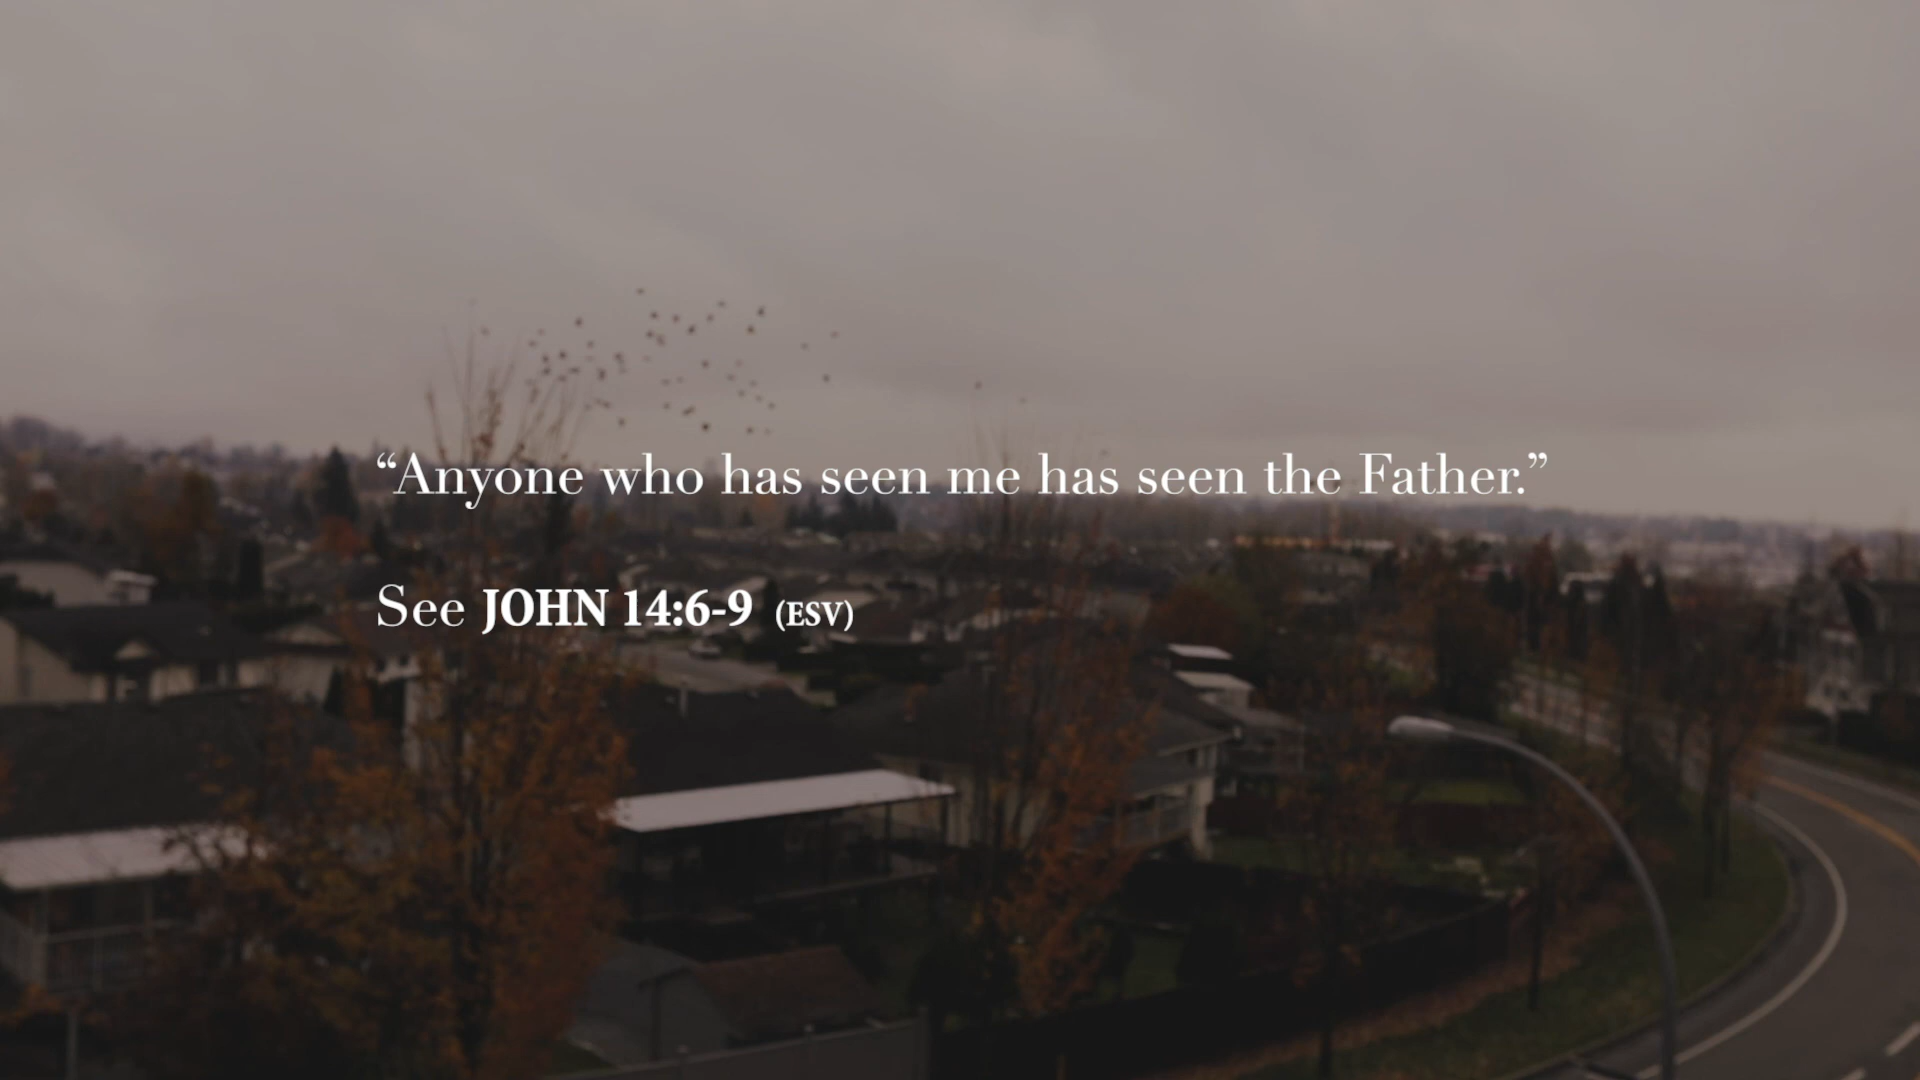 “Anyone who has seen me has seen the Father.”
See JOHN 14:6-9 (ESV)